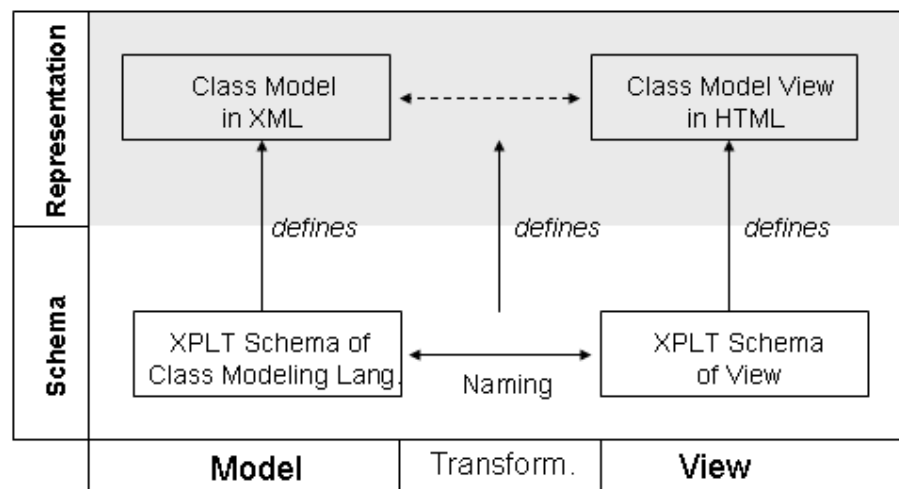 Representation
Class Model
in XML
Class Model View
in HTML
defines
defines
defines
Schema
XPLT Schema of
Class Modeling Lang.
Naming
XPLT Schema
of View
Model
Transform.
View